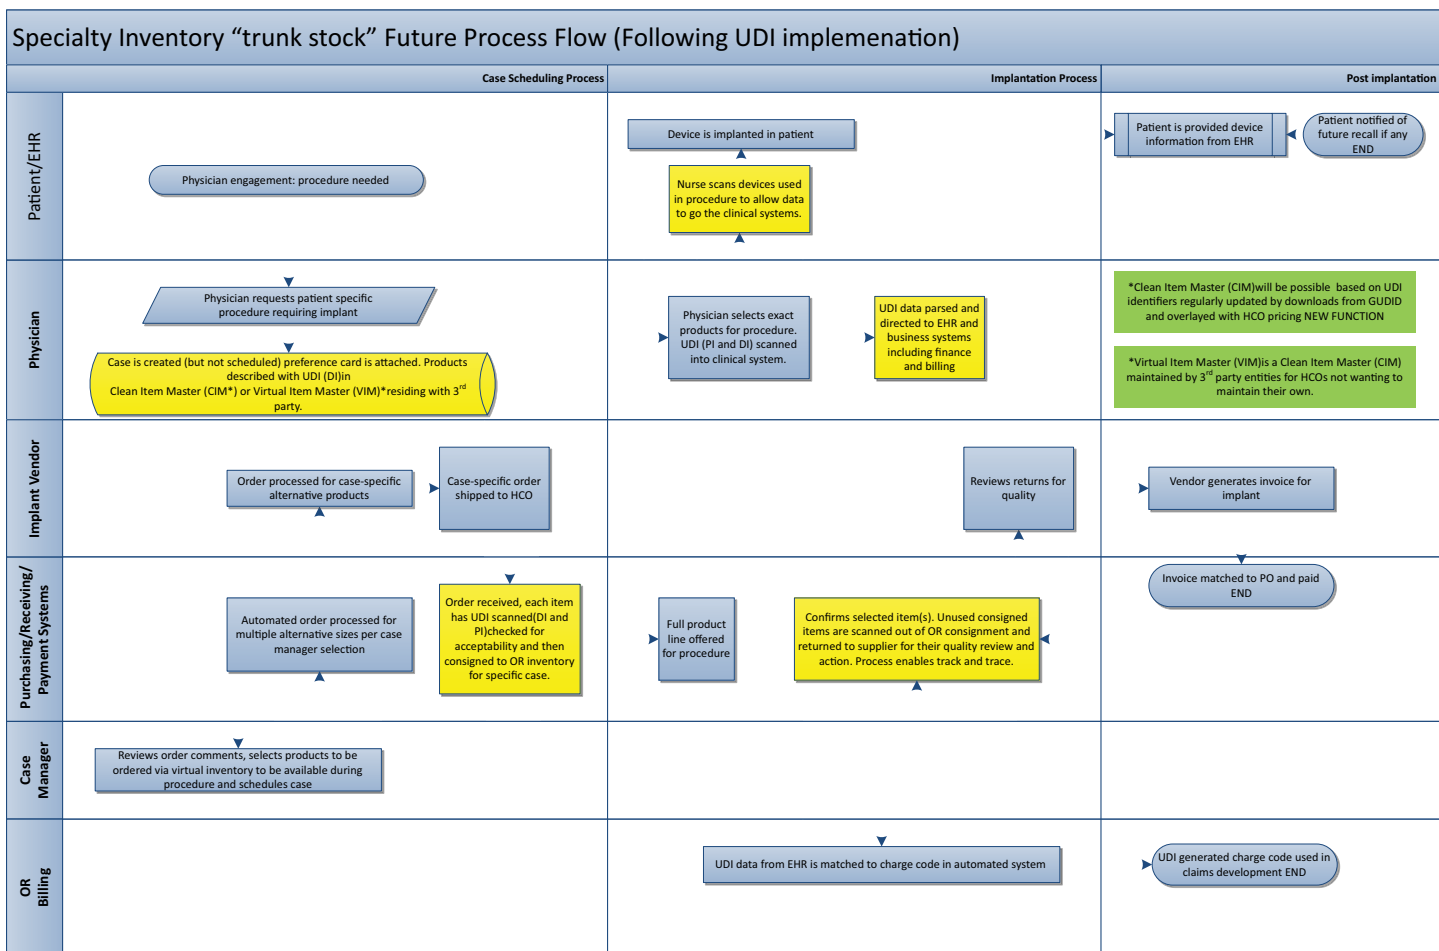 Specialty Inventory “trunk stock” Future Process Flow (Following UDI implemenation)
Case Scheduling Process
Implantation Process
Post implantation
Patient/EHR
Physician engagement: procedure needed
Device is implanted in patient
Nurse scans devices used
in procedure to allow data
to go the clinical systems.
Patient is provided device
information from EHR
Patient notified of
future recall if any
END
Physician
Physician requests patient specific
procedure requiring implant
Case is created (but not scheduled) preference card is attached. Products
described with UDI (DI)in
Clean Item Master (CIM*) or Virtual Item Master (VIM)*residing with 3rd
party.
Physician selects exact
products for procedure.
UDI (PI and DI) scanned
into clinical system.
UDI data parsed and
directed to EHR and
business systems
including finance
and billing
*Clean Item Master (CIM)will be possible based on UDI
identifiers regularly updated by downloads from GUDID
and overlayed with HCO pricing NEW FUNCTION
*Virtual Item Master (VIM)is a Clean Item Master (CIM)
maintained by 3rd party entities for HCOs not wanting to
maintain their own.
Implant Vendor
Order processed for case-specific
alternative products
Case-specific order
shipped to HCO
Reviews returns for
quality
Vendor generates invoice for
implant
Purchasing/Receiving/
Payment Systems
Automated order processed for
multiple alternative sizes per case
manager selection
Order received, each item
has UDI scanned(DI and
PI)checked for
acceptability and then
consigned to OR inventory
for specific case.
Full product
line offered
for procedure
Confirms selected item(s). Unused consigned
items are scanned out of OR consignment and
returned to supplier for their quality review and
action. Process enables track and trace.
Invoice matched to PO and paid
END
Case
Manager
Reviews order comments, selects products to be
ordered via virtual inventory to be available during
procedure and schedules case
OR
Billing
UDI data from EHR is matched to charge code in automated system
UDI generated charge code used in
claims development END